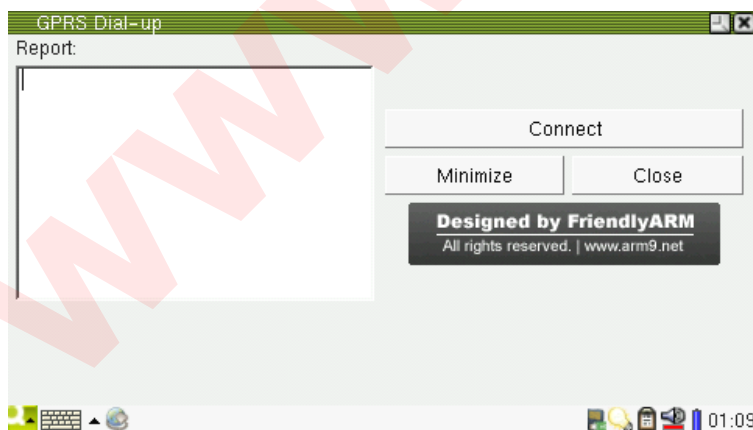 GPRS Dial-up
Report:
Connect
Minimize
Close
Designed by FriendlyARM
All rights reserved. | www.arm9.net
01:09